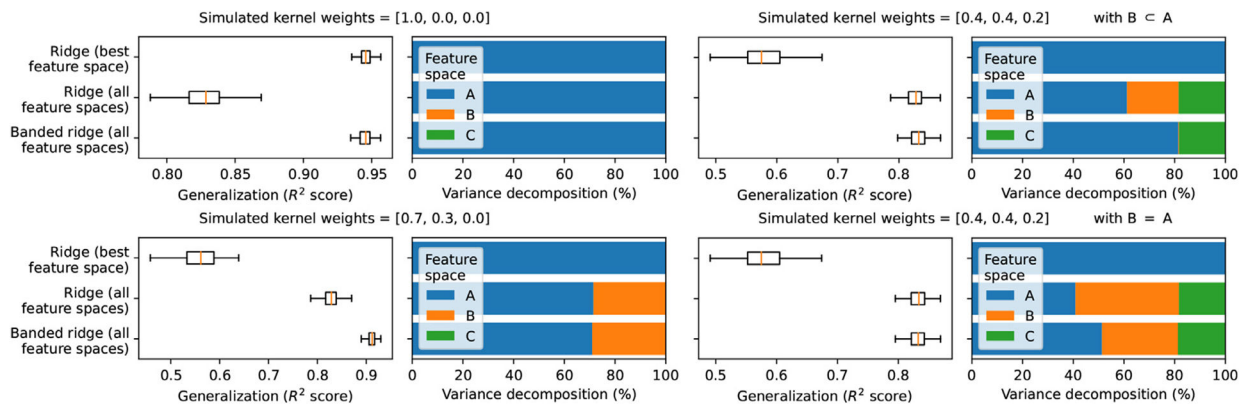 Simulated kernel weights = [1.0, 0.0, 0.0]
Simulated kernel weights = [0.4, 0.4, 0.2] with B ⊂ A
Ridge (best
feature space)
Ridge (all
feature spaces)
Banded ridge (all
feature spaces)
Feature
space
A
B
C
Feature
space
A
B
C
0.80 0.85 0.90 0.95
0 20 40 60 80 100
0.5 0.6 0.7 0.8
0 20 40 60 80 100
Generalization (R² score)
Variance decomposition (%)
Generalization (R² score)
Variance decomposition (%)
Simulated kernel weights = [0.7, 0.3, 0.0]
Simulated kernel weights = [0.4, 0.4, 0.2] with B = A
Ridge (best
feature space)
Ridge (all
feature spaces)
Banded ridge (all
feature spaces)
Feature
space
A
B
C
Feature
space
A
B
C
0.5 0.6 0.7 0.8 0.9
0 20 40 60 80 100
0.5 0.6 0.7 0.8
0 20 40 60 80 100
Generalization (R² score)
Variance decomposition (%)
Generalization (R² score)
Variance decomposition (%)